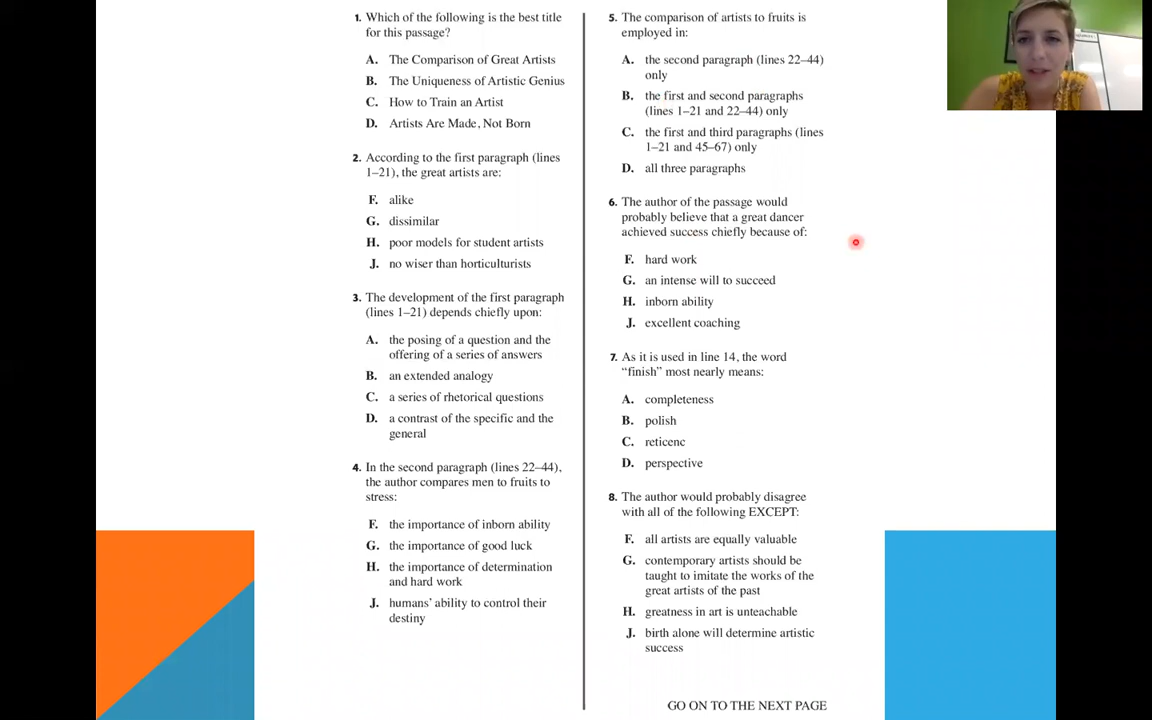 1. Which of the following is the best title
for this passage?
A. The Comparison of Great Artists
B. The Uniqueness of Artistic Genius
C. How to Train an Artist
D. Artists Are Made, Not Born
2. According to the first paragraph (lines
1–21), the great artists are:
F. alike
G. dissimilar
H. poor models for student artists
J. no wiser than horticulturists
3. The development of the first paragraph
(lines 1–21) depends chiefly upon:
A. the posing of a question and the
offering of a series of answers
B. an extended analogy
C. a series of rhetorical questions
D. a contrast of the specific and the
general
4. In the second paragraph (lines 22–44),
the author compares men to fruits to
stress:
F. the importance of inborn ability
G. the importance of good luck
H. the importance of determination
and hard work
J. humans’ ability to control their
destiny
5. The comparison of artists to fruits is
employed in:
A. the second paragraph (lines 22–44)
only
B. the first and second paragraphs
(lines 1–21 and 22–44) only
C. the first and third paragraphs (lines
1–21 and 45–67) only
D. all three paragraphs
6. The author of the passage would
probably believe that a great dancer
achieved success chiefly because of:
F. hard work
G. an intense will to succeed
H. inborn ability
J. excellent coaching
7. As it is used in line 14, the word
“finish” most nearly means:
A. completeness
B. polish
C. reticenc
D. perspective
8. The author would probably disagree
with all of the following EXCEPT:
F. all artists are equally valuable
G. contemporary artists should be
taught to imitate the works of the
great artists of the past
H. greatness in art is unteachable
J. birth alone will determine artistic
success
GO ON TO THE NEXT PAGE